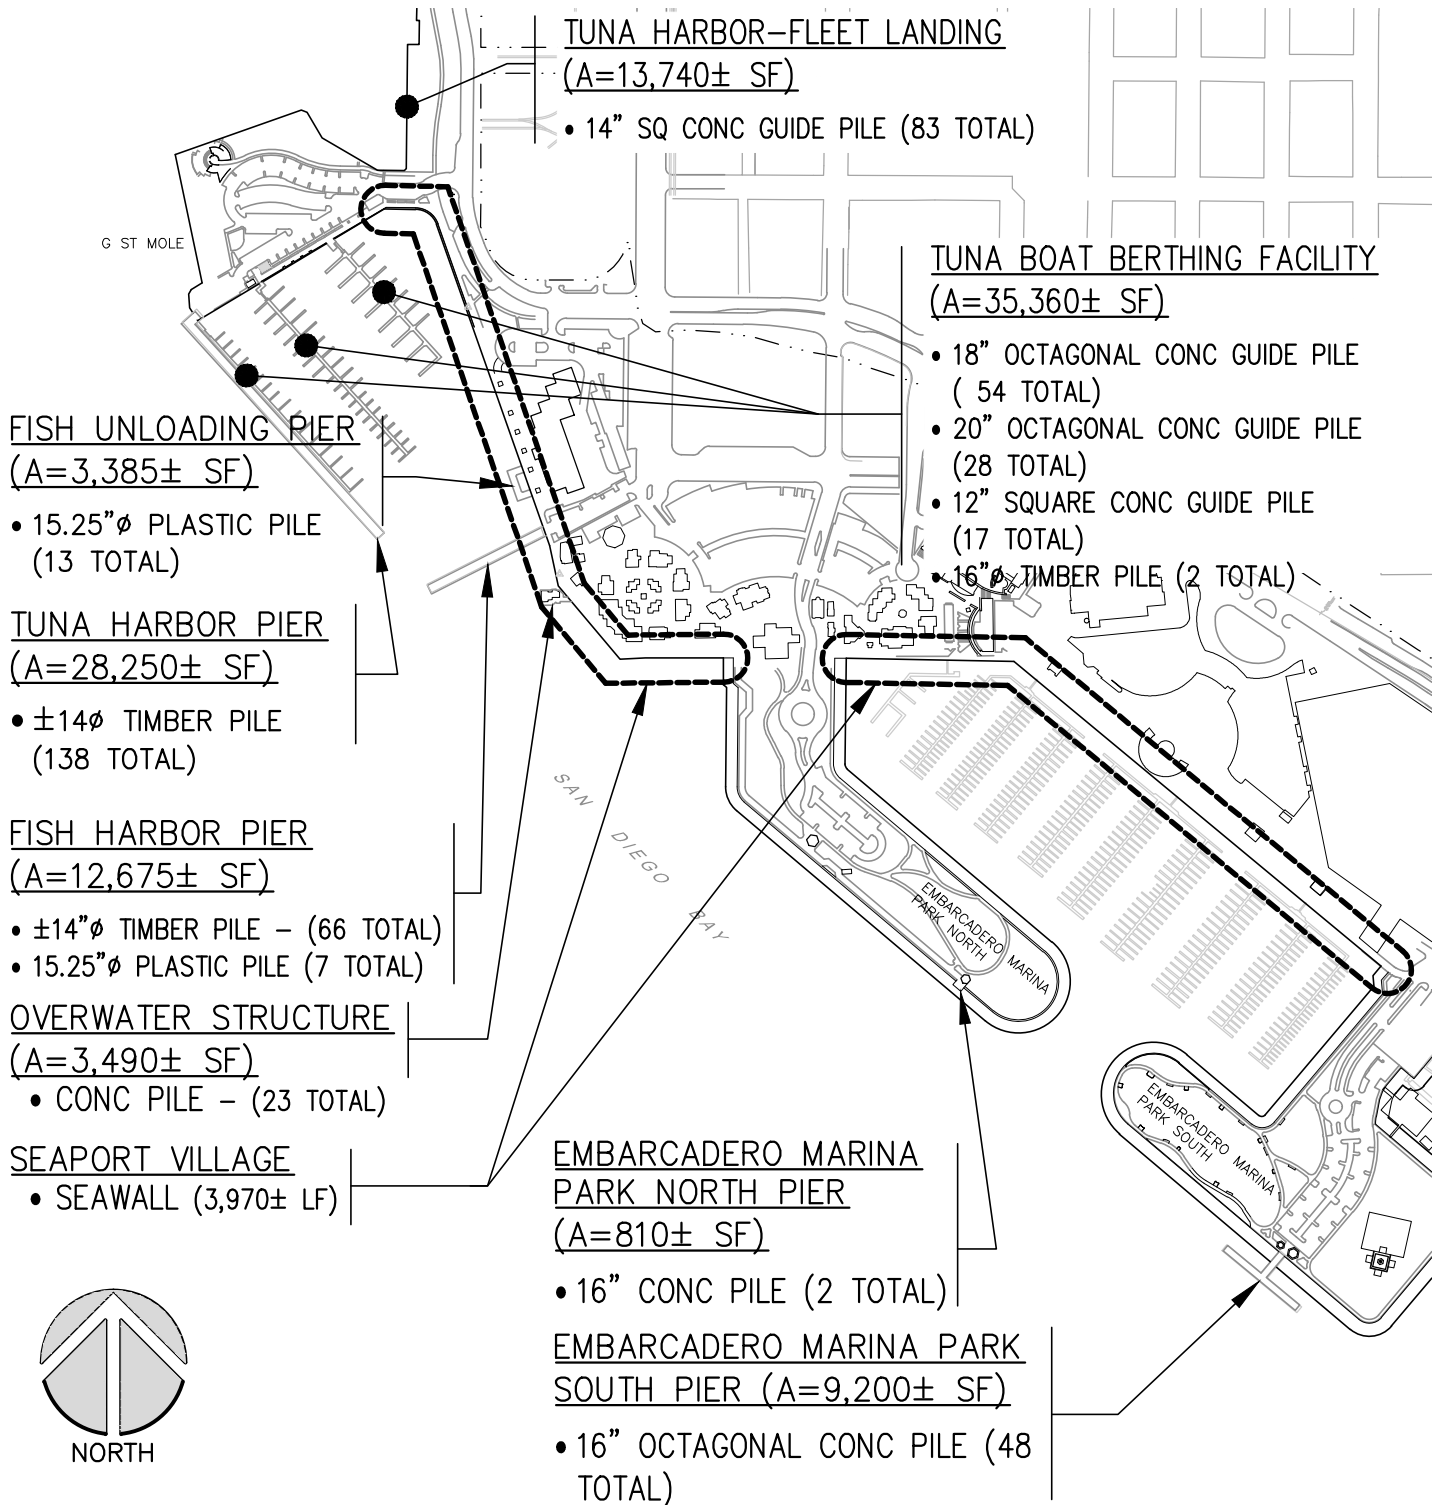 TUNA HARBOR-FLEET LANDING
(A=13,740± SF)
• 14" SQ CONC GUIDE PILE (83 TOTAL)
G ST MOLE
TUNA BOAT BERTHING FACILITY
(A=35,360± SF)
• 18" OCTAGONAL CONC GUIDE PILE
( 54 TOTAL)
• 20" OCTAGONAL CONC GUIDE PILE
(28 TOTAL)
• 12" SQUARE CONC GUIDE PILE
(17 TOTAL)
• 16"ø TIMBER PILE (2 TOTAL)
FISH UNLOADING PIER
(A=3,385± SF)
• 15.25"ø PLASTIC PILE
(13 TOTAL)
TUNA HARBOR PIER
(A=28,250± SF)
• ±14ø TIMBER PILE
(138 TOTAL)
FISH HARBOR PIER
(A=12,675± SF)
• ±14"ø TIMBER PILE – (66 TOTAL)
• 15.25"ø PLASTIC PILE (7 TOTAL)
OVERWATER STRUCTURE
(A=3,490± SF)
• CONC PILE – (23 TOTAL)
SEAPORT VILLAGE
• SEAWALL (3,970± LF)
SAN
DIEGO
BAY
EMBARCADERO MARINA
PARK NORTH
EMBARCADERO MARINA
PARK SOUTH
EMBARCADERO MARINA
PARK NORTH PIER
(A=810± SF)
• 16" CONC PILE (2 TOTAL)
EMBARCADERO MARINA PARK
SOUTH PIER (A=9,200± SF)
• 16" OCTAGONAL CONC PILE (48
TOTAL)
NORTH